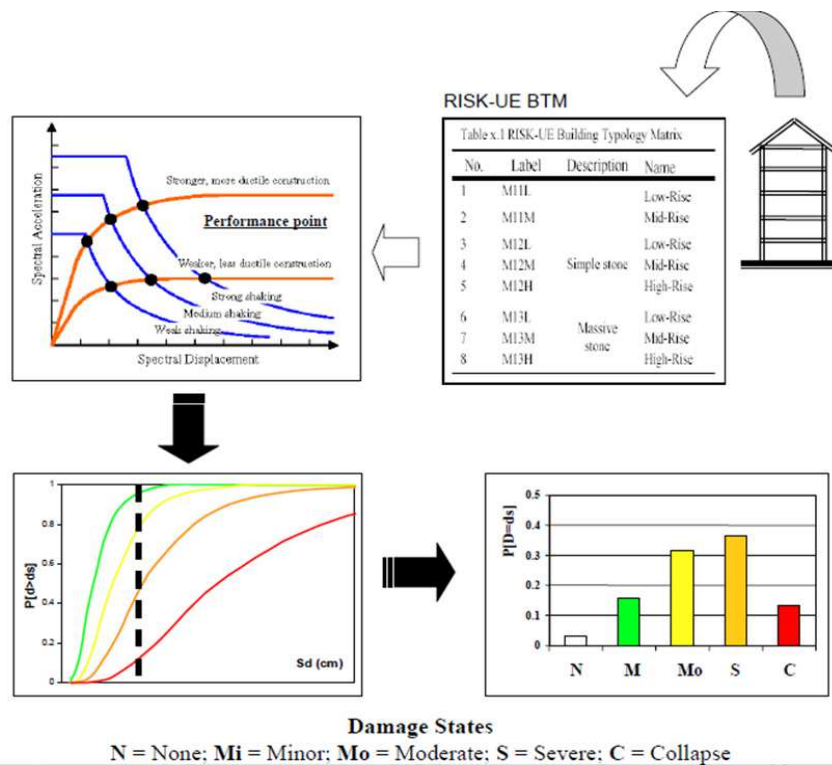 RISK-UE BTM
Table x.1 RISK-UE Building Typology Matrix
No. Label Description Name
1 M11L Low-Rise
2 M11M Mid-Rise
3 M12L Low-Rise
4 M12M Simple stone Mid-Rise
5 M12H High-Rise
6 M13L Low-Rise
7 M13M Massive stone Mid-Rise
8 M13H High-Rise
Spectral Acceleration
Stronger, more ductile construction
Performance point
Weaker, less ductile construction
Strong shaking
Medium shaking
Weak shaking
Spectral Displacement
P[d>ds]
1
0.8
0.6
0.4
0.2
0
Sd (cm)
P[D=ds]
0.5
0.4
0.3
0.2
0.1
0
N M Mo S C
Damage States
N = None; Mi = Minor; Mo = Moderate; S = Severe; C = Collapse